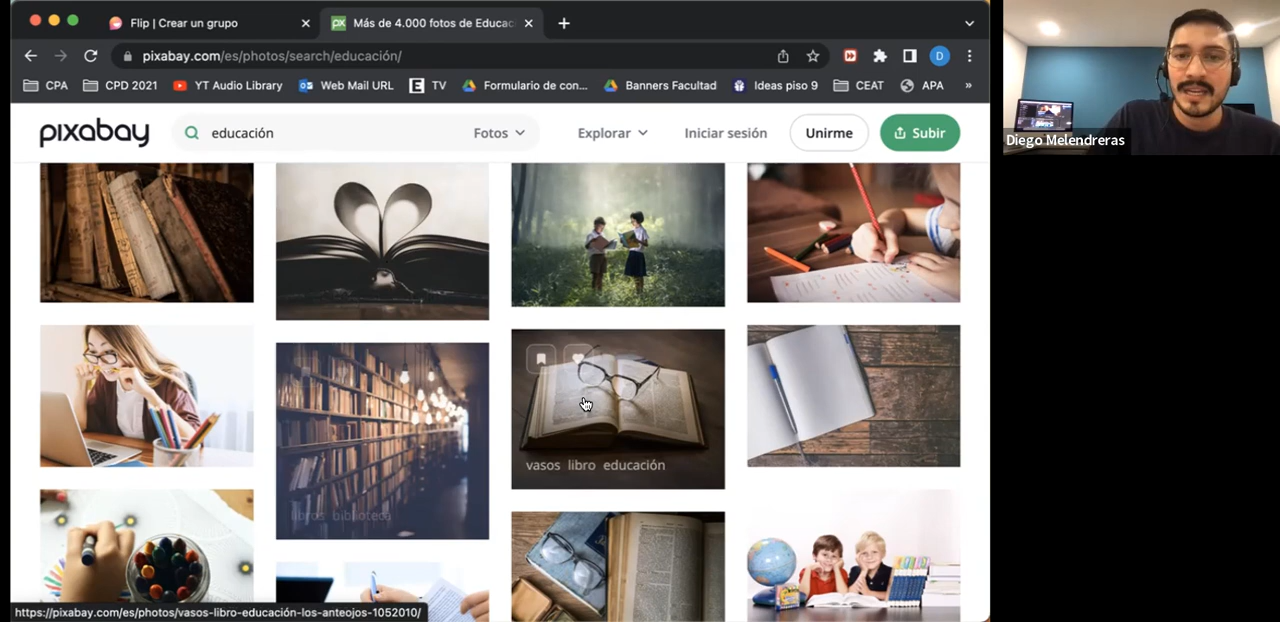 Flip | Crear un grupo
Más de 4.000 fotos de Educac
pixabay.com/es/photos/search/educación/
CPA CPD 2021 YT Audio Library Web Mail URL TV Formulario de con... Banners Facultad Ideas piso 9 CEAT APA »
pixabay educación Fotos Explorar Iniciar sesión Unirme Subir
Diego Melendreras
vasos libro educación
libros biblioteca
https://pixabay.com/es/photos/vasos-libro-educación-los-anteojos-1052010/